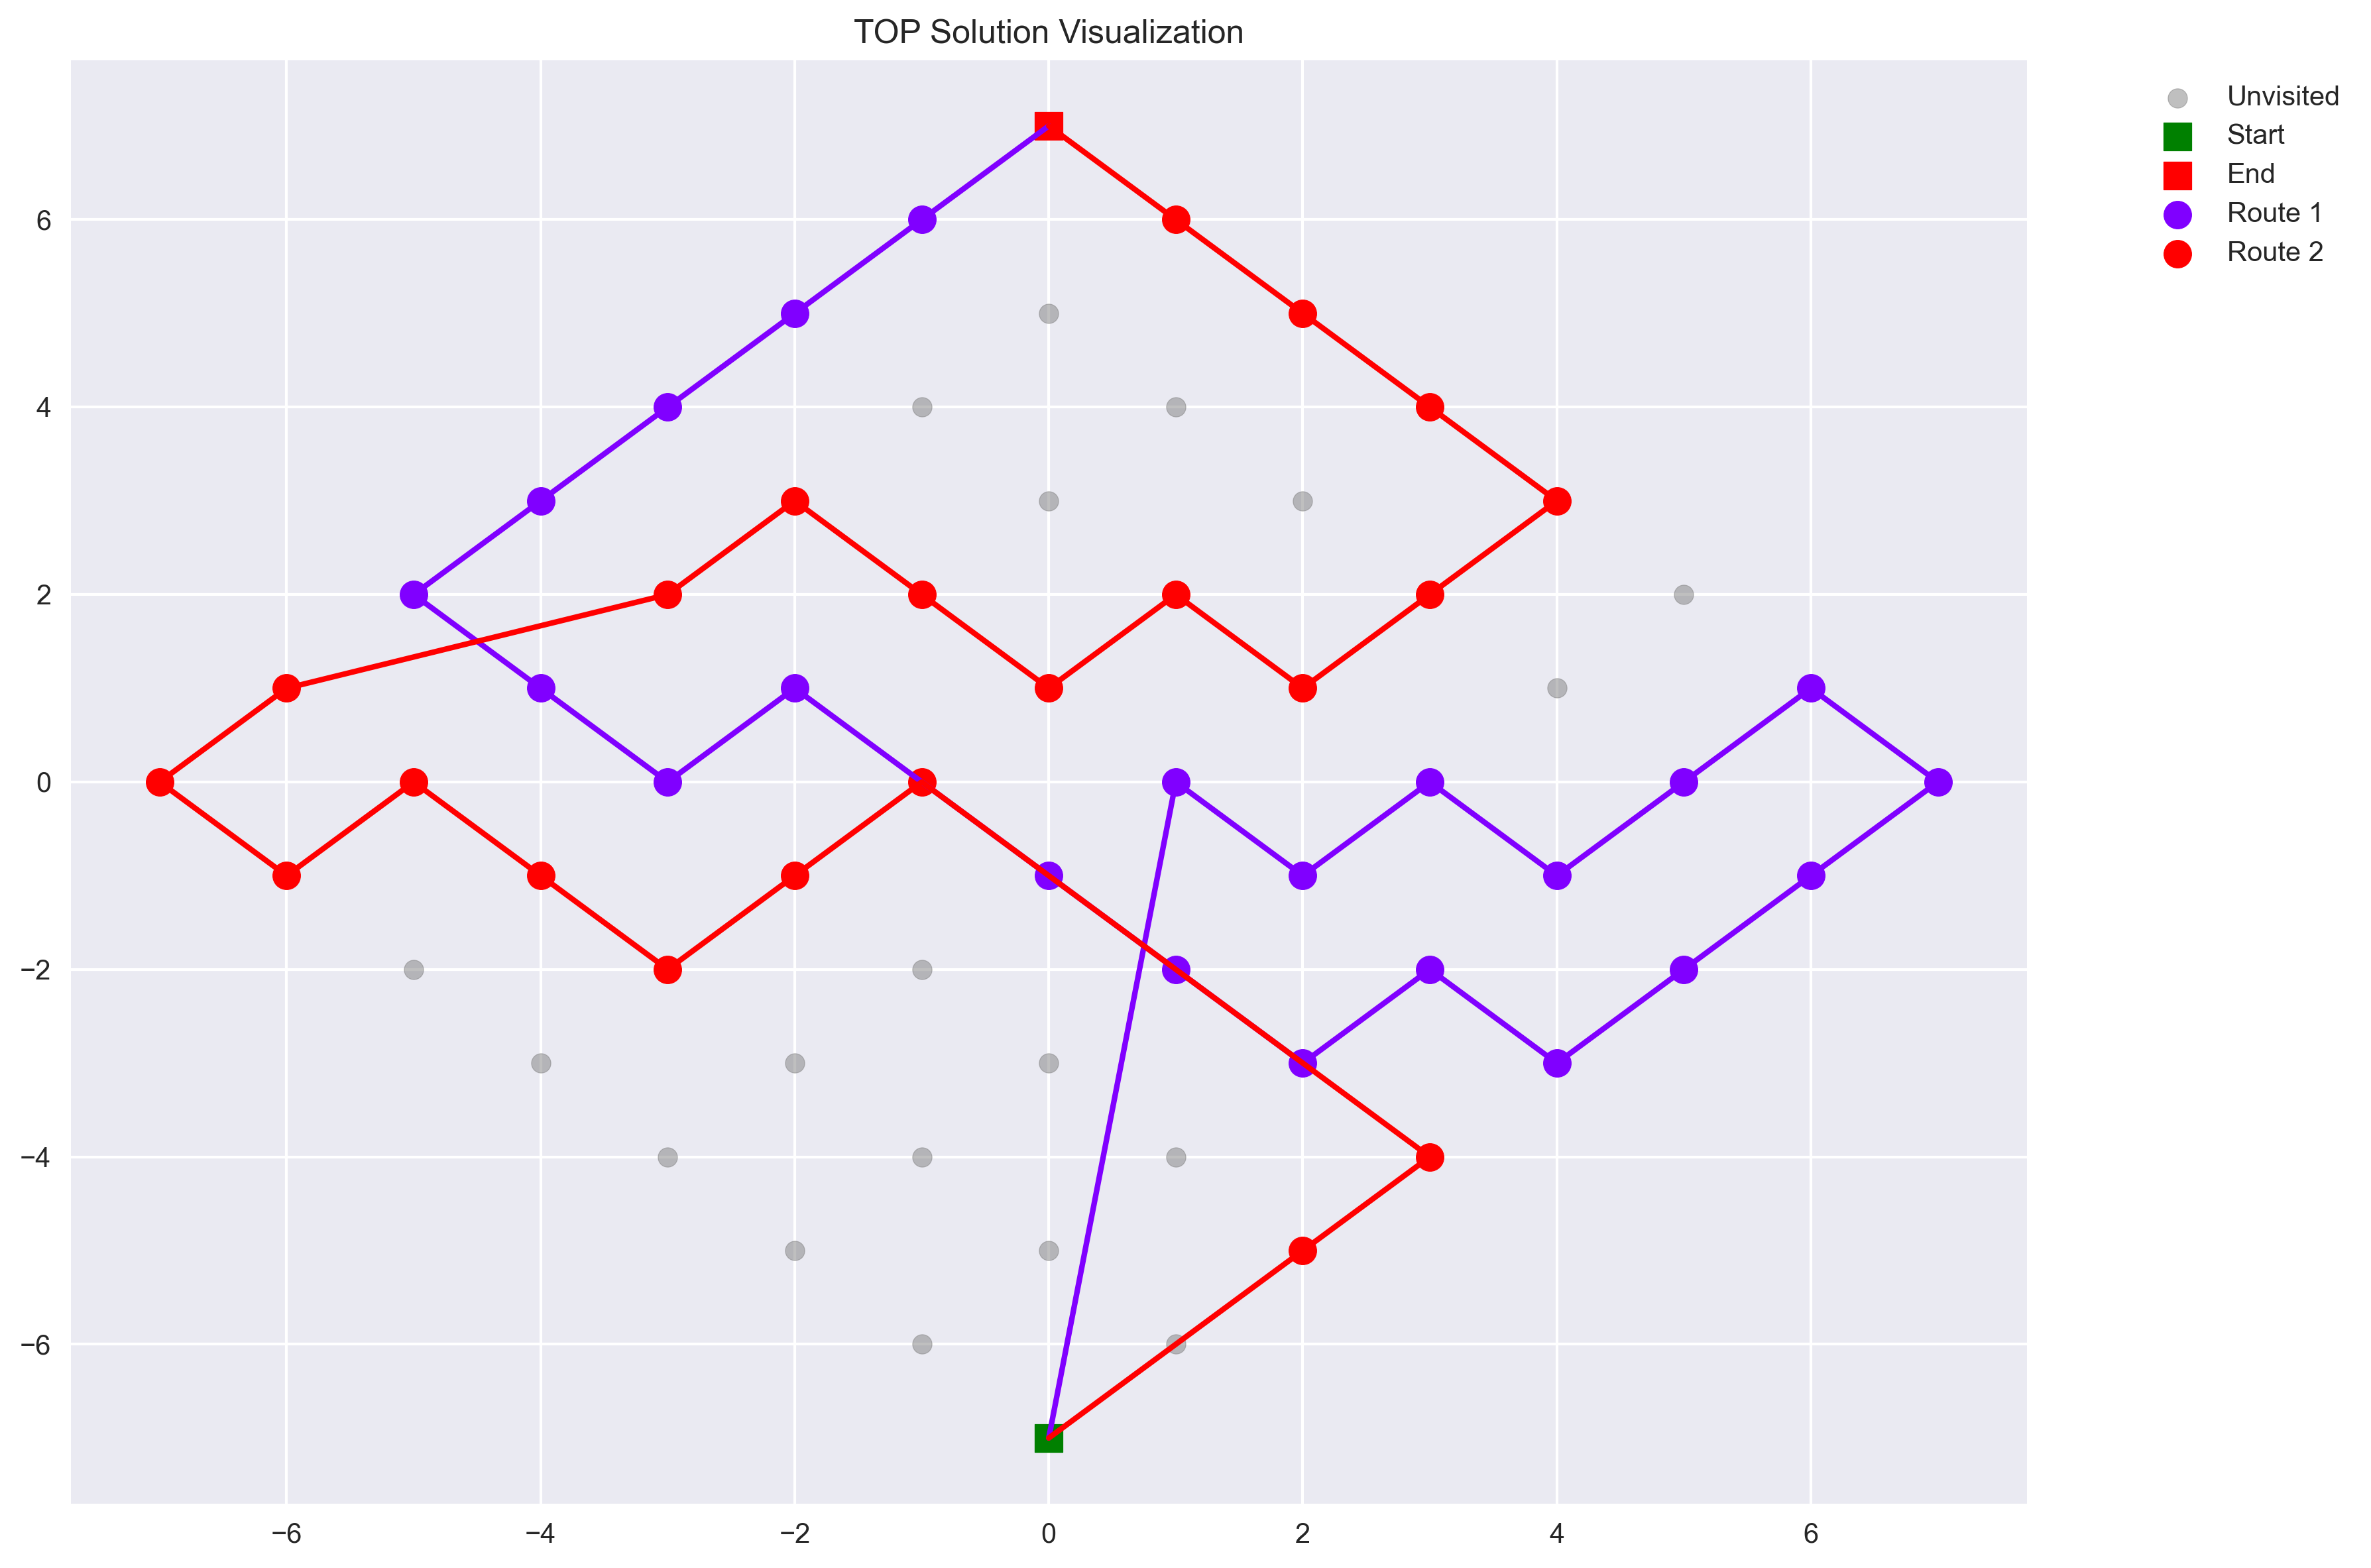 TOP Solution Visualization
Unvisited
Start
End
Route 1
Route 2
6
4
2
0
−2
−4
−6
−6 −4 −2 0 2 4 6